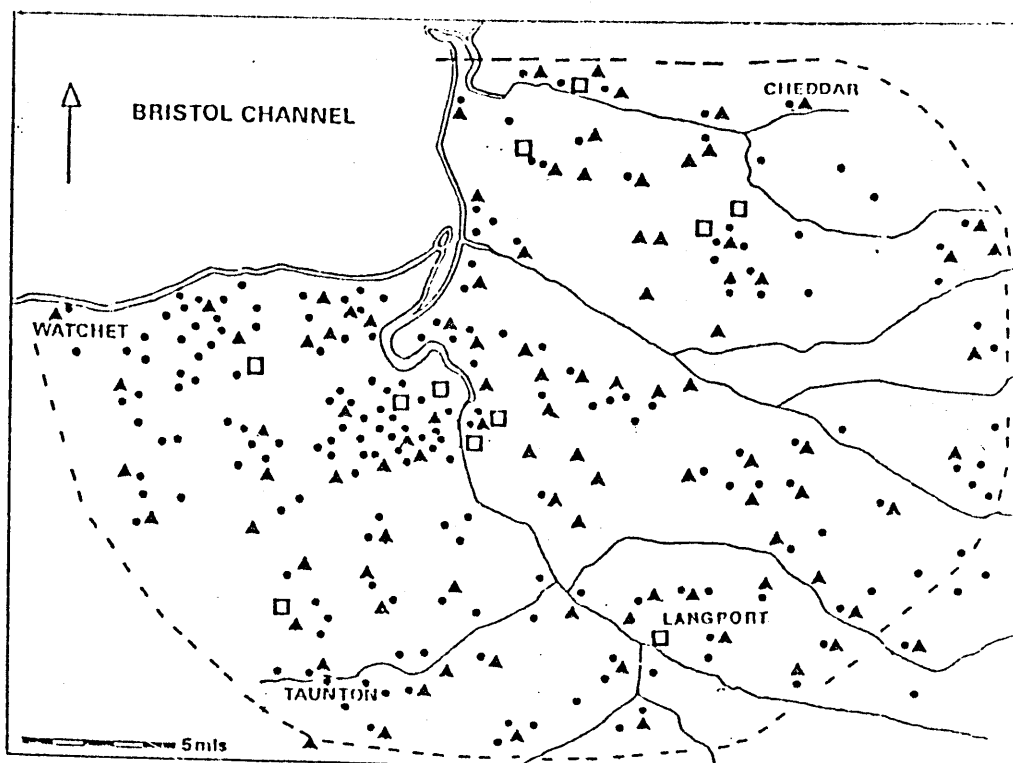 CHEDDAR
BRISTOL CHANNEL
WATCHET
LANGPORT
TAUNTON
5mls